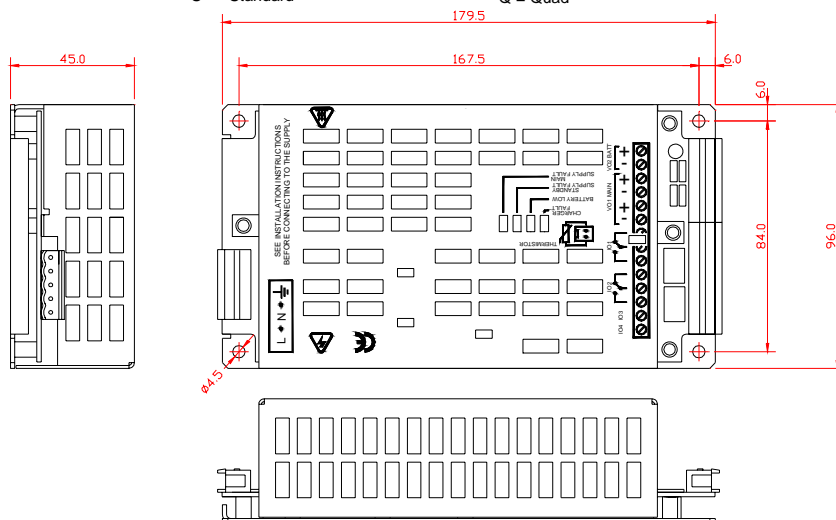 Standard
Q = Quad
179.5
45.0
167.5
6.0
6.0
SEE INSTALLATION INSTRUCTIONS
BEFORE CONNECTING TO THE SUPPLY
MAIN
SUPPLY FAULT
STANDBY
SUPPLY FAULT
BATTERY LOW
CHARGER
FAULT
THERMISTOR
VO2 BATT
+
-
VO1 MAIN
+
-
+
-
IO1
IO2
IO4 IO3
84.0
96.0
L N
CE
ø4.5